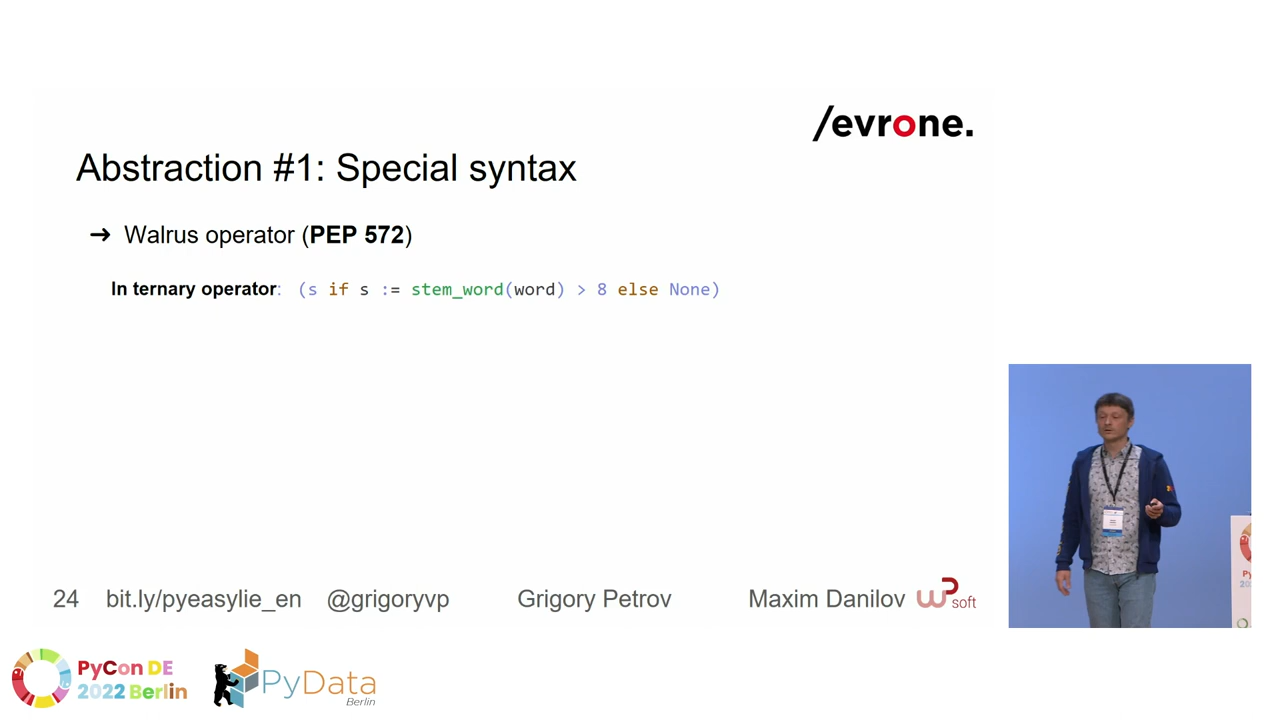 /evrone.
Abstraction #1: Special syntax
➔ Walrus operator (PEP 572)
In ternary operator: (s if s := stem_word(word) > 8 else None)
24 bit.ly/pyeasylie_en @grigoryvp Grigory Petrov Maxim Danilov wp soft
PyCon DE
2022 Berlin
PyData
Berlin